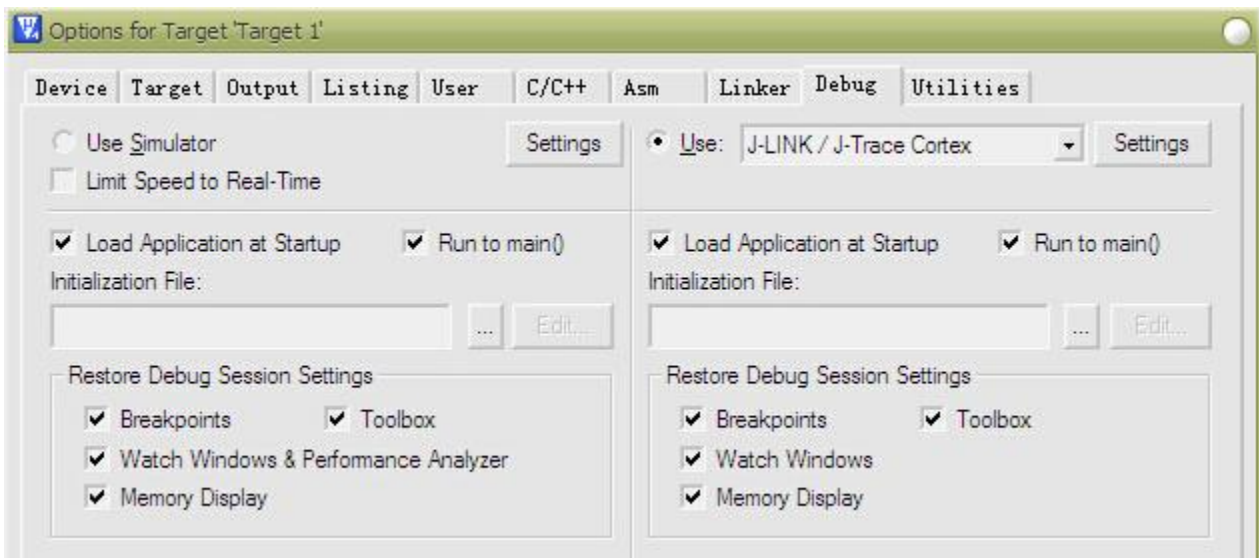 Options for Target 'Target 1'
Device Target Output Listing User C/C++ Asm Linker Debug Utilities
Use Simulator Settings Use: J-LINK / J-Trace Cortex Settings
Limit Speed to Real-Time
Load Application at Startup Run to main() Load Application at Startup Run to main()
Initialization File: Initialization File:
... Edit... ... Edit...
Restore Debug Session Settings Restore Debug Session Settings
Breakpoints Toolbox Breakpoints Toolbox
Watch Windows & Performance Analyzer Watch Windows
Memory Display Memory Display